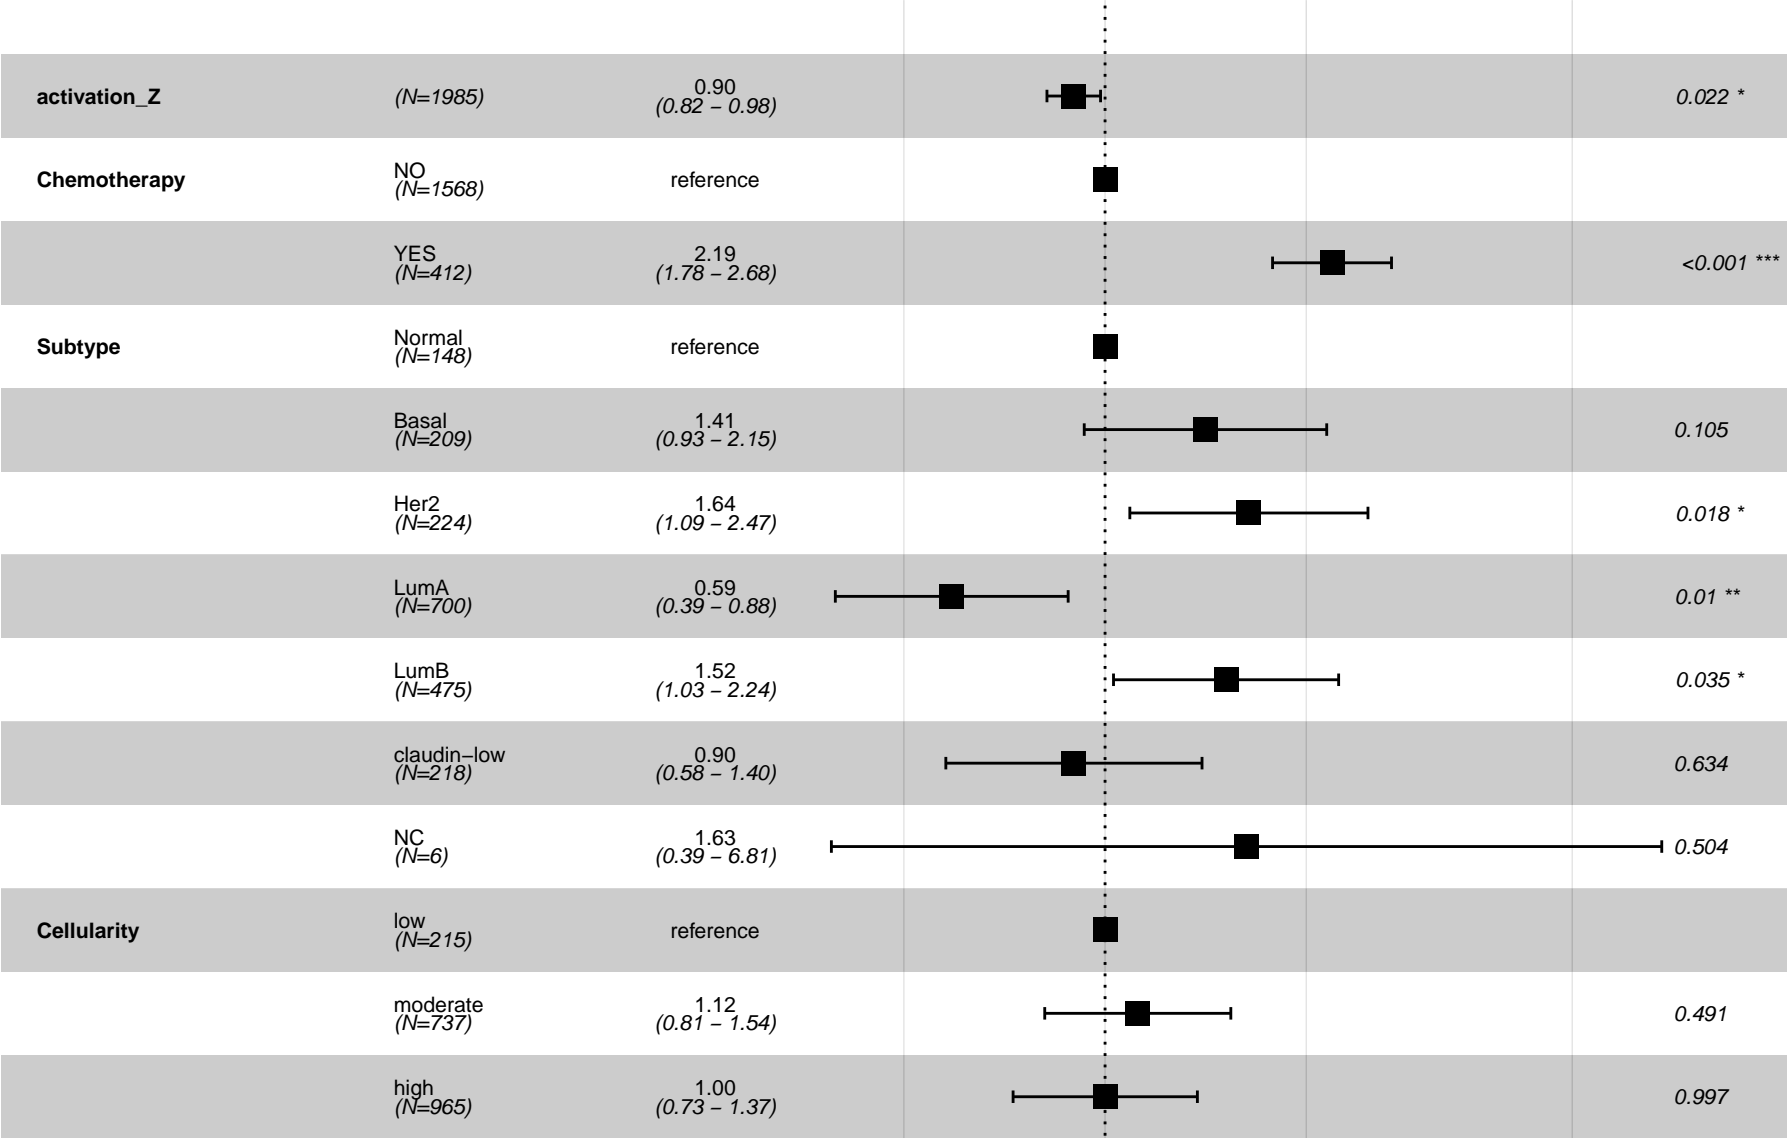 activation_Z (N=1985) 0.90 0.022 *
(0.82 – 0.98)
Chemotherapy NO reference
(N=1568)
YES 2.19 <0.001 ***
(N=412) (1.78 – 2.68)
Subtype Normal reference
(N=148)
Basal 1.41 0.105
(N=209) (0.93 – 2.15)
Her2 1.64 0.018 *
(N=224) (1.09 – 2.47)
LumA 0.59 0.01 **
(N=700) (0.39 – 0.88)
LumB 1.52 0.035 *
(N=475) (1.03 – 2.24)
claudin−low 0.90 0.634
(N=218) (0.58 – 1.40)
NC 1.63 0.504
(N=6) (0.39 – 6.81)
Cellularity low reference
(N=215)
moderate 1.12 0.491
(N=737) (0.81 – 1.54)
high 1.00 0.997
(N=965) (0.73 – 1.37)